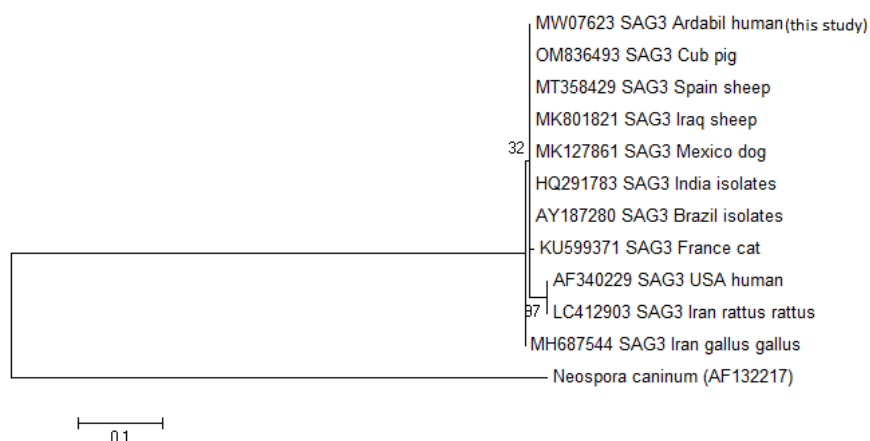 MW07623 SAG3 Ardabil human(this study)
OM836493 SAG3 Cub pig
MT358429 SAG3 Spain sheep
MK801821 SAG3 Iraq sheep
32
MK127861 SAG3 Mexico dog
HQ291783 SAG3 India isolates
AY187280 SAG3 Brazil isolates
KU599371 SAG3 France cat
AF340229 SAG3 USA human
97
LC412903 SAG3 Iran rattus rattus
MH687544 SAG3 Iran gallus gallus
Neospora caninum (AF132217)
0.1